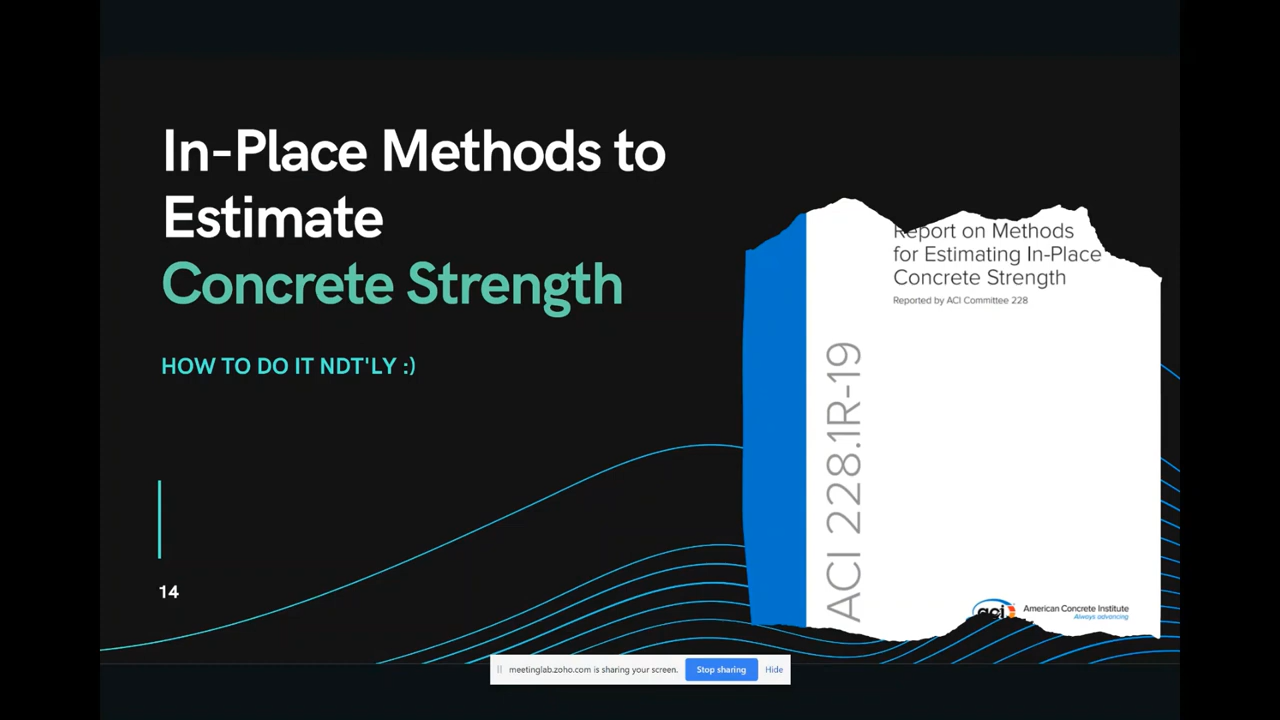 In-Place Methods to
Estimate
Concrete Strength
HOW TO DO IT NDT'LY :)
14
Report on Methods
for Estimating In-Place
Concrete Strength
Reported by ACI Committee 228
ACI 228.1R-19
aci American Concrete Institute
Always advancing
meetinglab.zoho.com is sharing your screen. Stop sharing Hide